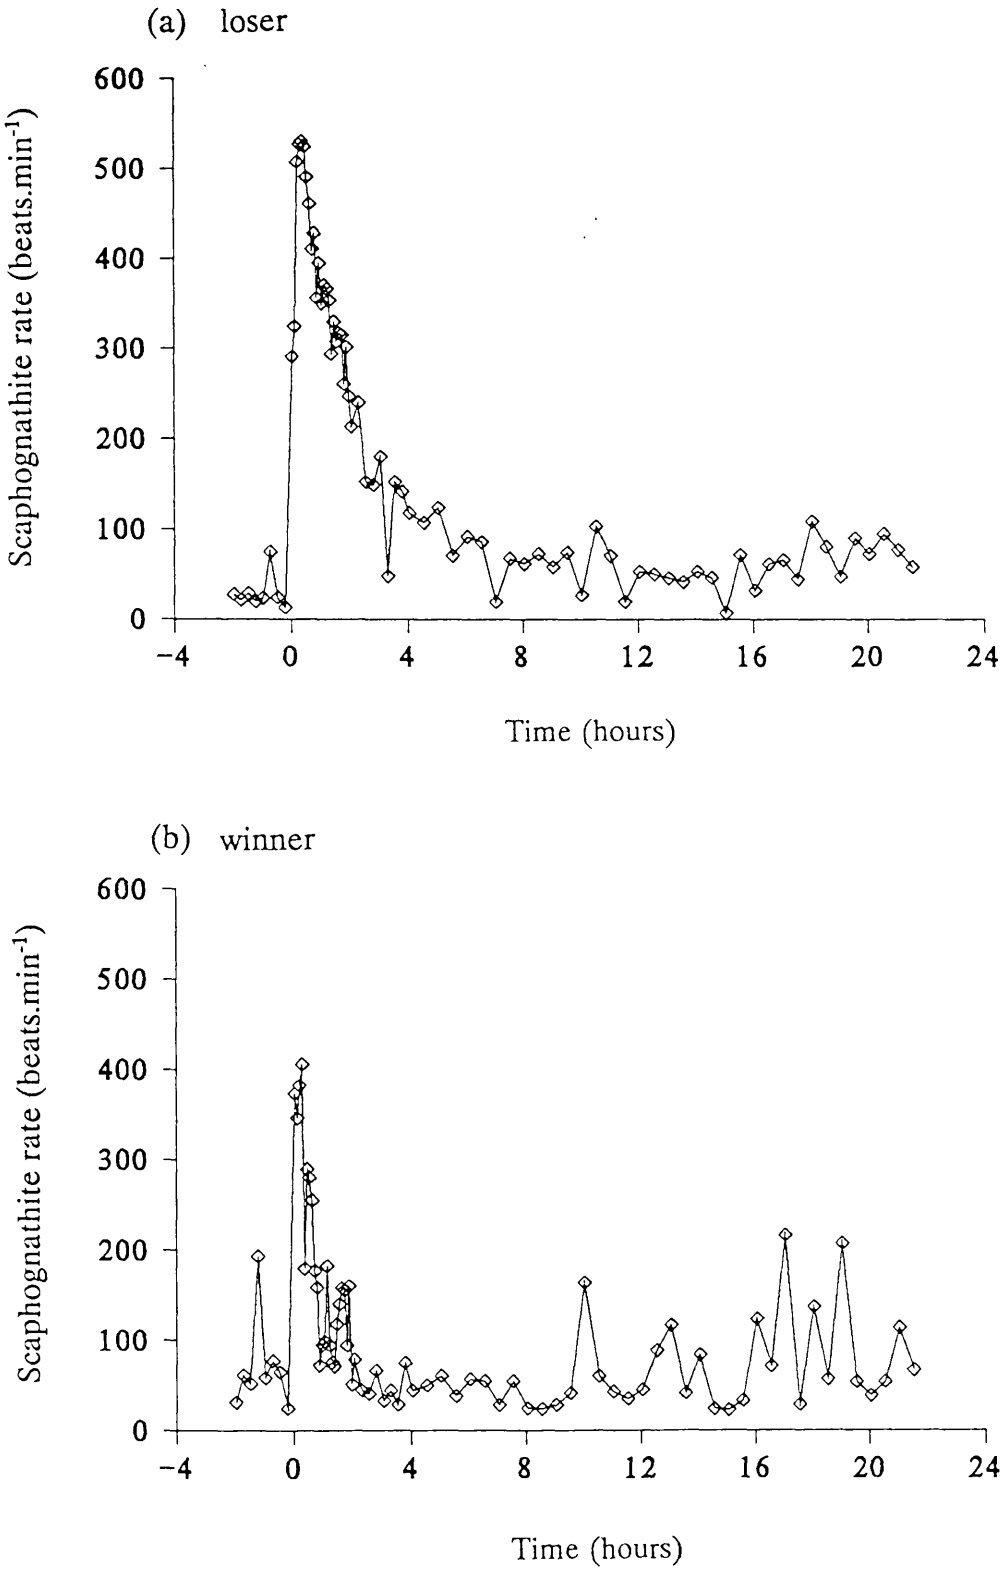 (a) loser
600
500
400
300
200
100
0
Scaphognathite rate (beats.min⁻¹)
−4 0 4 8 12 16 20 24
Time (hours)
(b) winner
600
500
400
300
200
100
0
Scaphognathite rate (beats.min⁻¹)
−4 0 4 8 12 16 20 24
Time (hours)